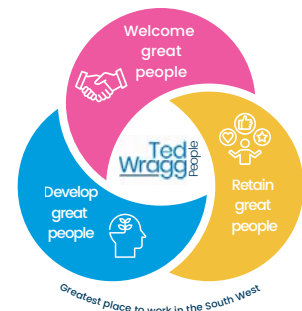 Welcome
great
people
Ted
Wragg
People
Retain
great
people
Develop
great
people
Greatest place to work in the South West